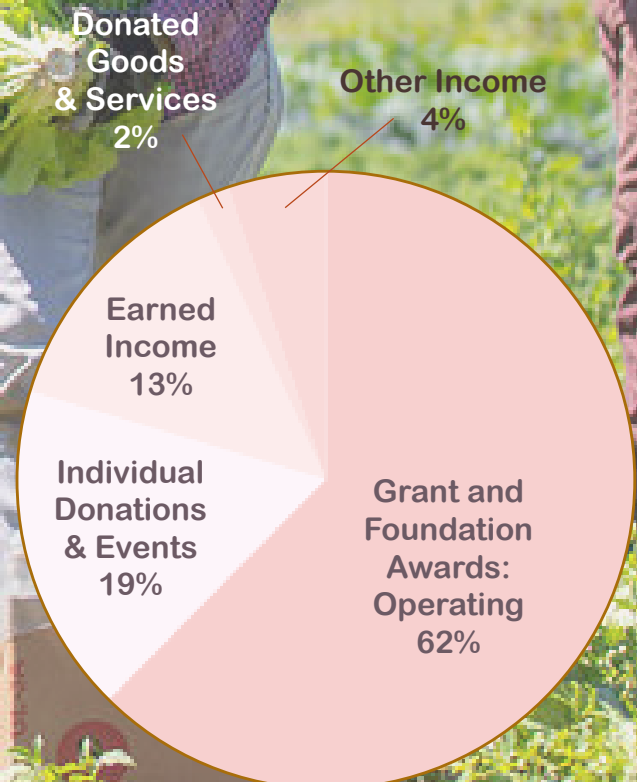 Donated
Goods
& Services
2%
Other Income
4%
Earned
Income
13%
Individual
Donations
& Events
19%
Grant and
Foundation
Awards:
Operating
62%